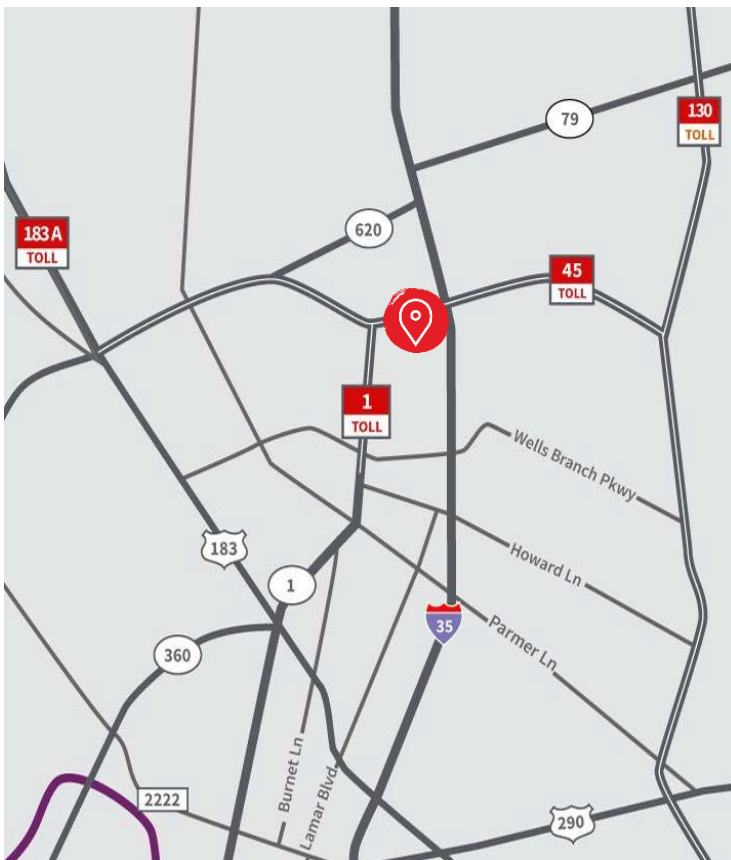 79
130
TOLL
620
183 A
TOLL
45
TOLL
1
TOLL
Wells Branch Pkwy
183
Howard Ln
1
35
Parmer Ln
360
Burnet Ln
Lamar Blvd
2222
290